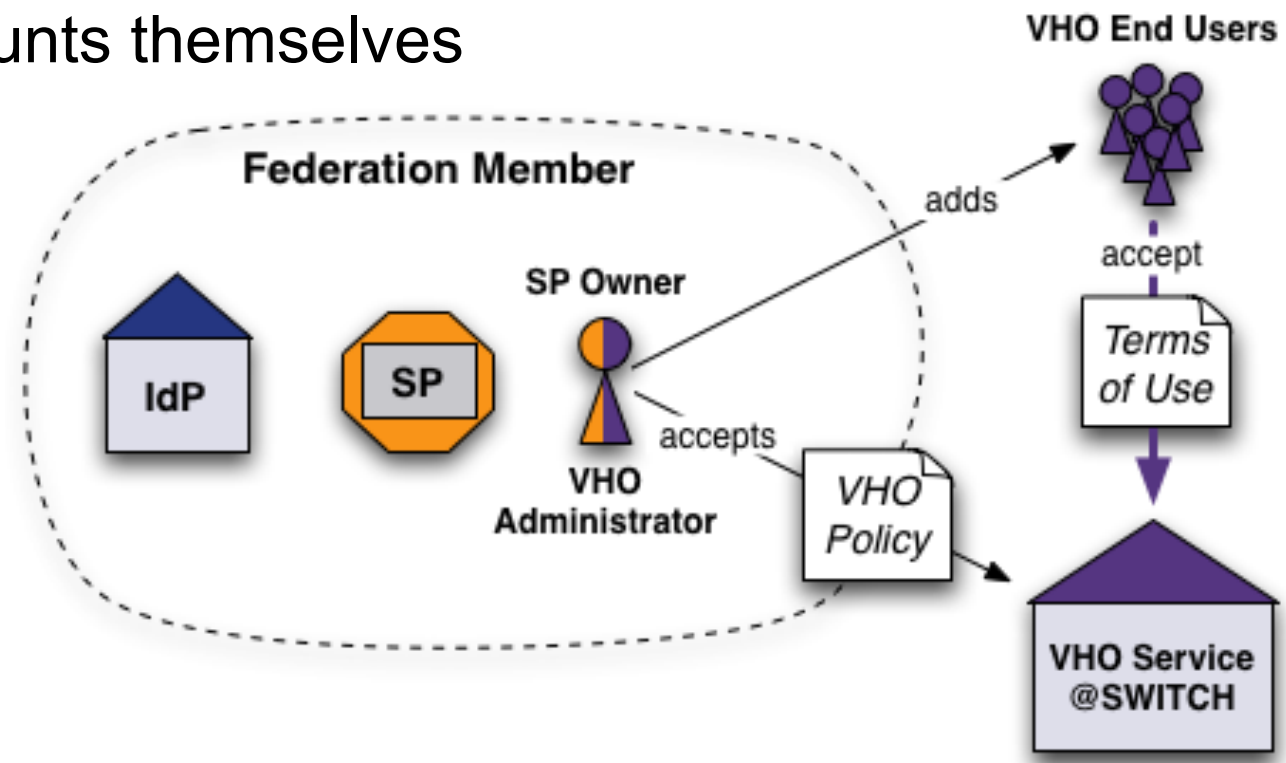 unts themselves
VHO End Users
Federation Member
adds
accept
SP Owner
Terms
of Use
IdP
SP
accepts
VHO
Administrator
VHO
Policy
VHO Service
@SWITCH